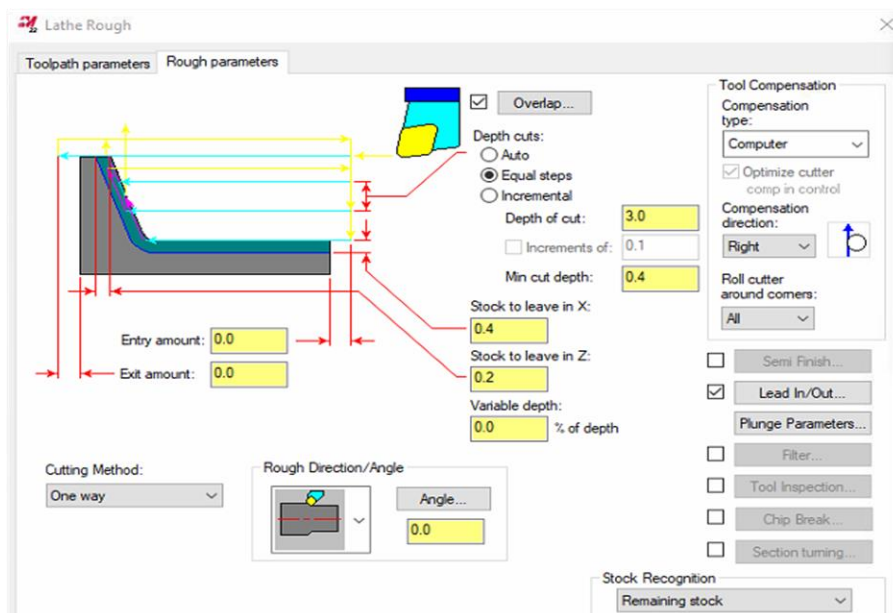 Lathe Rough
Toolpath parameters
Rough parameters
Overlap...
Depth cuts:
Auto
Equal steps
Incremental
Depth of cut: 3.0
Increments of: 0.1
Min cut depth: 0.4
Stock to leave in X:
0.4
Stock to leave in Z:
0.2
Variable depth:
0.0 % of depth
Entry amount: 0.0
Exit amount: 0.0
Cutting Method:
One way
Rough Direction/Angle
Angle...
0.0
Tool Compensation
Compensation
type:
Computer
Optimize cutter
comp in control
Compensation
direction:
Right
Roll cutter
around corners:
All
Semi Finish...
Lead In/Out...
Plunge Parameters...
Filter...
Tool Inspection...
Chip Break...
Section turning...
Stock Recognition
Remaining stock